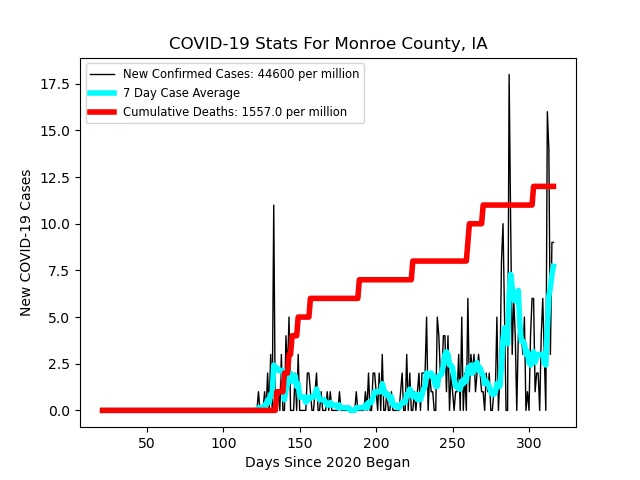 COVID-19 Stats For Monroe County, IA
New Confirmed Cases: 44600 per million
7 Day Case Average
Cumulative Deaths: 1557.0 per million
New COVID-19 Cases
17.5
15.0
12.5
10.0
7.5
5.0
2.5
0.0
50 100 150 200 250 300
Days Since 2020 Began